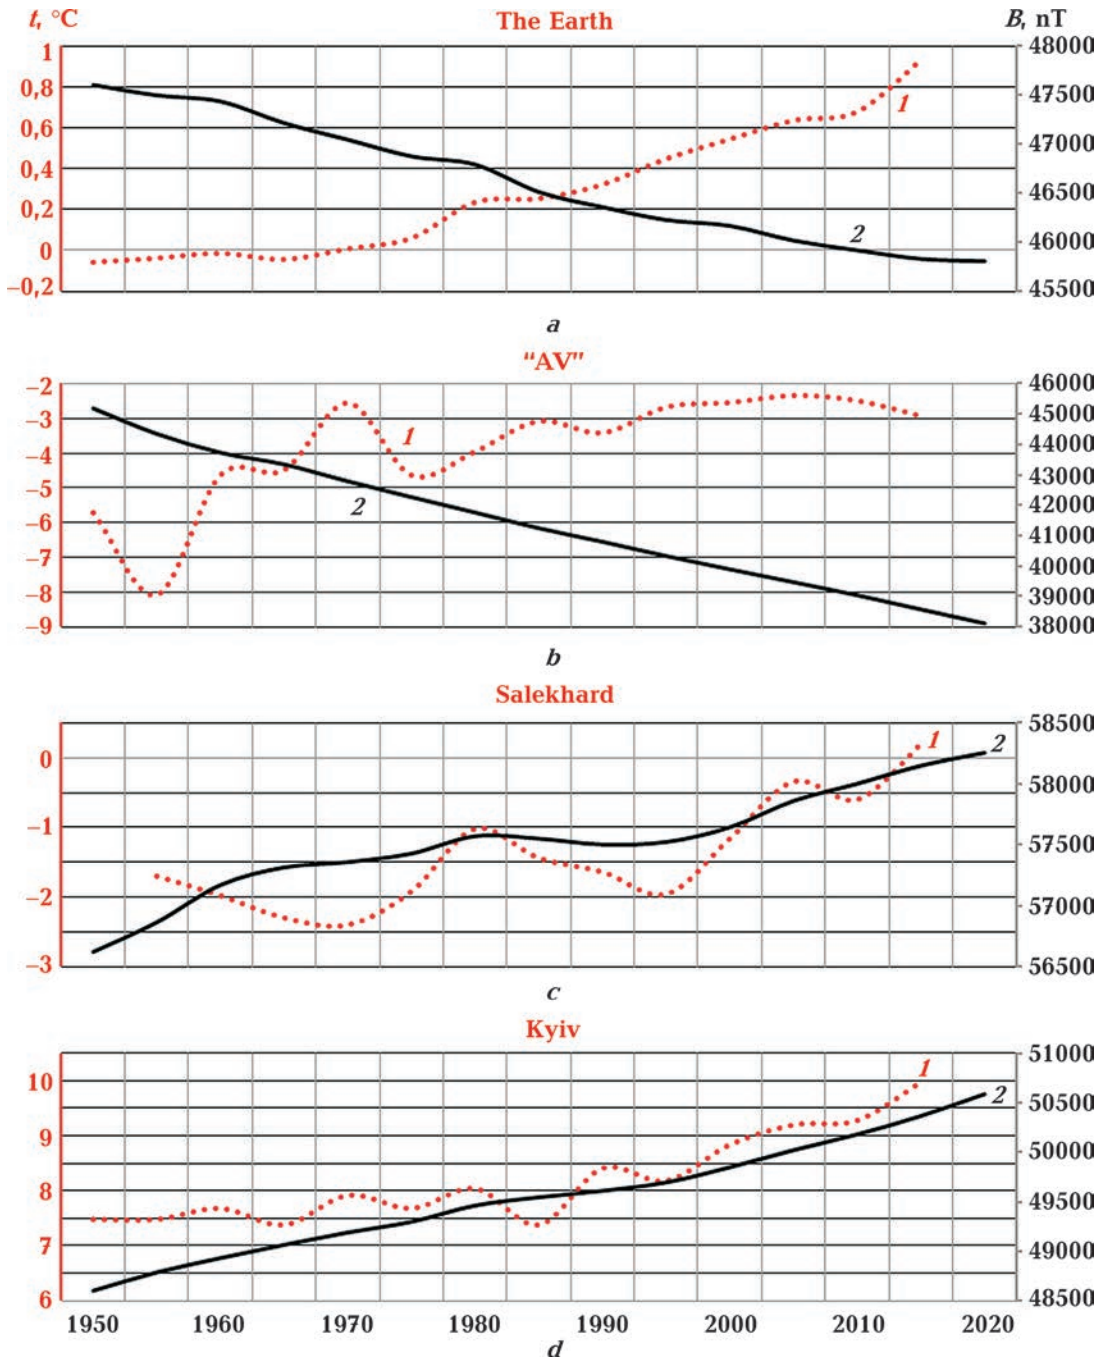 t, °C The Earth B, nT
1 48000
0,8 47500
0,6 1 47000
0,4 46500
0,2
0 2 46000
−0,2 45500
a
“AV”
−2 46000
−3 1 45000
−4 44000
−5 2 43000
−6 42000
−7 41000
−8 40000
−9 39000
38000
b
Salekhard
0 1 2 58500
−1 58000
−2 57500
−3 57000
56500
c
Kyiv
10 1 2 51000
9 50500
8 50000
7 49500
6 49000
48500
1950 1960 1970 1980 1990 2000 2010 2020
d